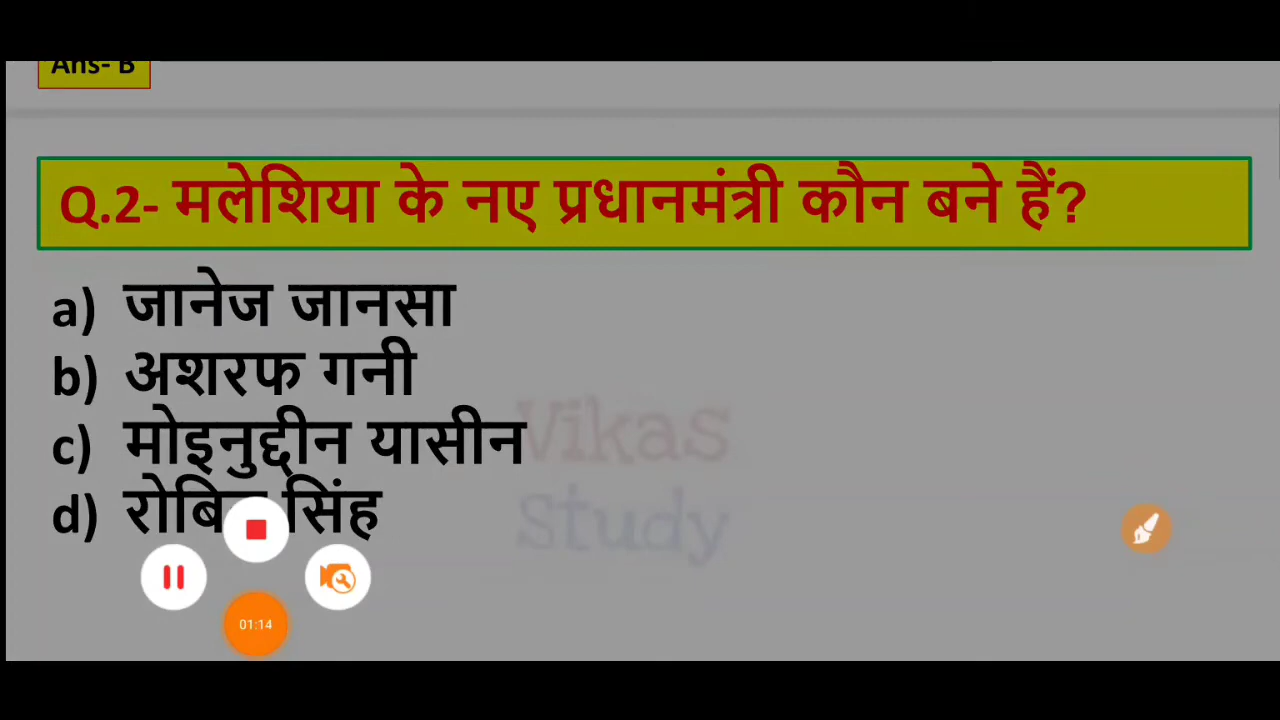 Ans- B
Q.2- मलेशिया के नए प्रधानमंत्री कौन बने हैं?
a) जानेज जानसा
b) अशरफ गनी
c) मोइनुद्दीन यासीन
d) सिंह
Vikas
Study
01:14